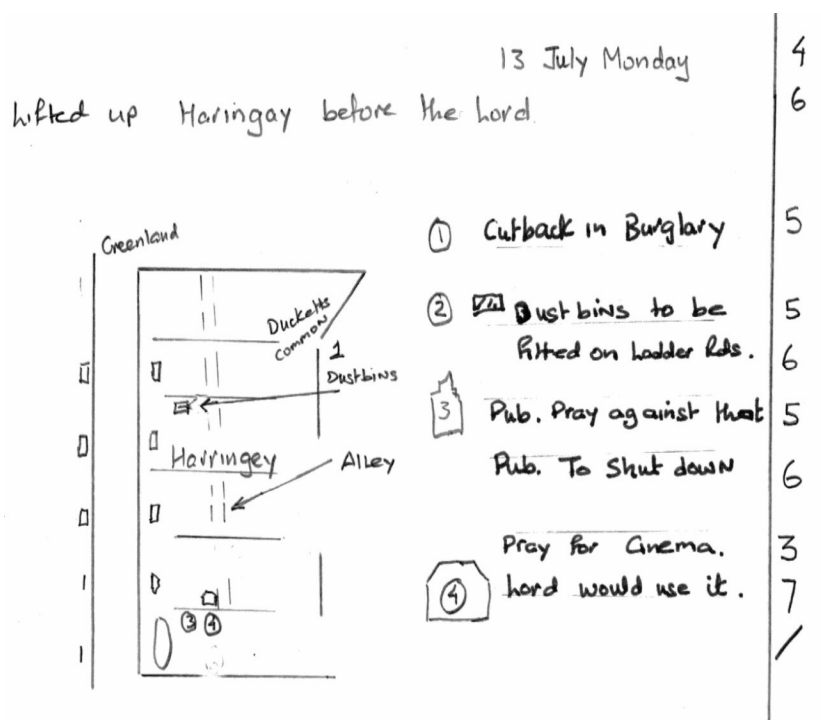 13 July Monday
4
Lifted up Haringay before the Lord
6
Greenland
Ducketts
Common
1
Dustbins
Harringey
Alley
3 4
1 Cutback in Burglary
5
2 Dustbins to be
5
fitted on Ladder Rds.
6
3 Pub. Pray against that
5
Pub. To Shut down
6
Pray for Cinema.
3
4 Lord would use it.
7
/